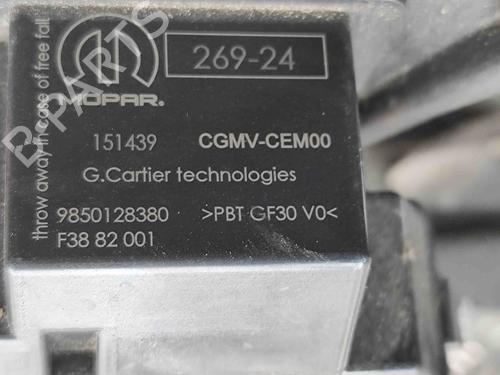 throw away in case of free fall
MOPAR.
269-24
151439 CGMV-CEM00
G.Cartier technologies
9850128380 >PBT GF30 V0<
F38 82 001
B-PARTS